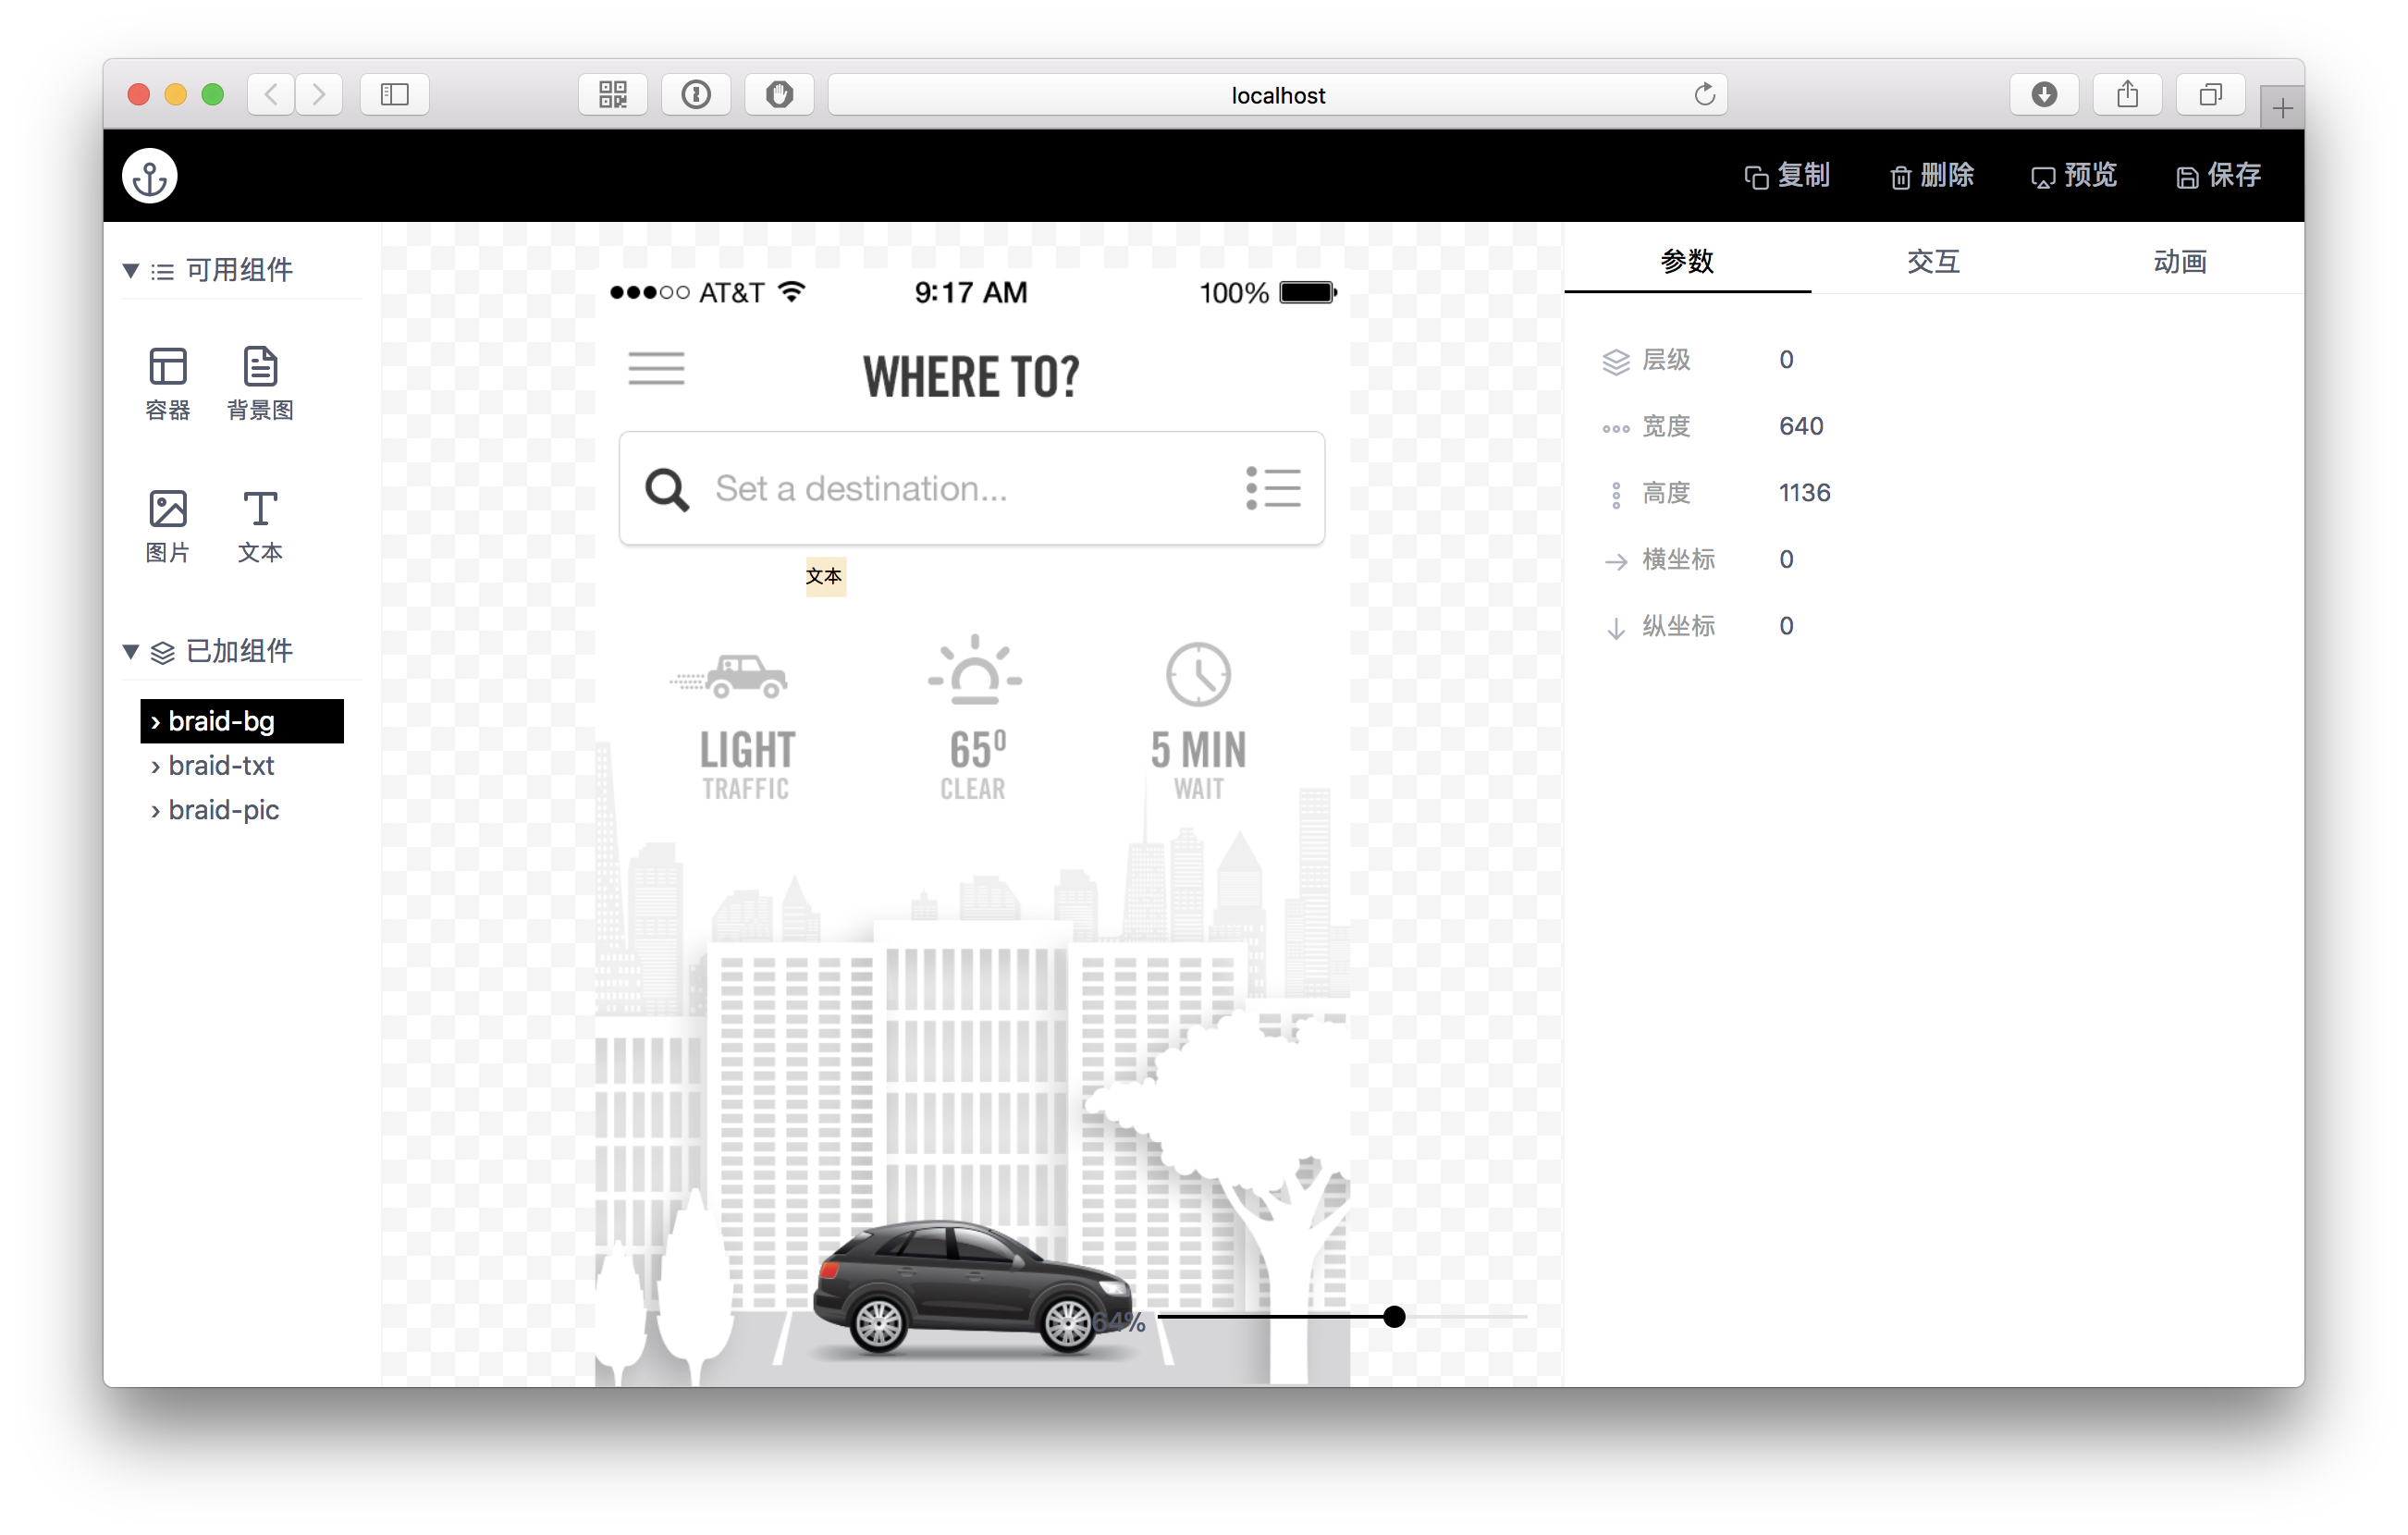 localhost
复制 删除 预览 保存
可用组件
容器 背景图
图片 文本
已加组件
› braid-bg
› braid-txt
› braid-pic
AT&T 9:17 AM 100%
WHERE TO?
Set a destination...
文本
LIGHT 65⁰ 5 MIN
TRAFFIC CLEAR WAIT
64%
参数 交互 动画
层级 0
宽度 640
高度 1136
横坐标 0
纵坐标 0